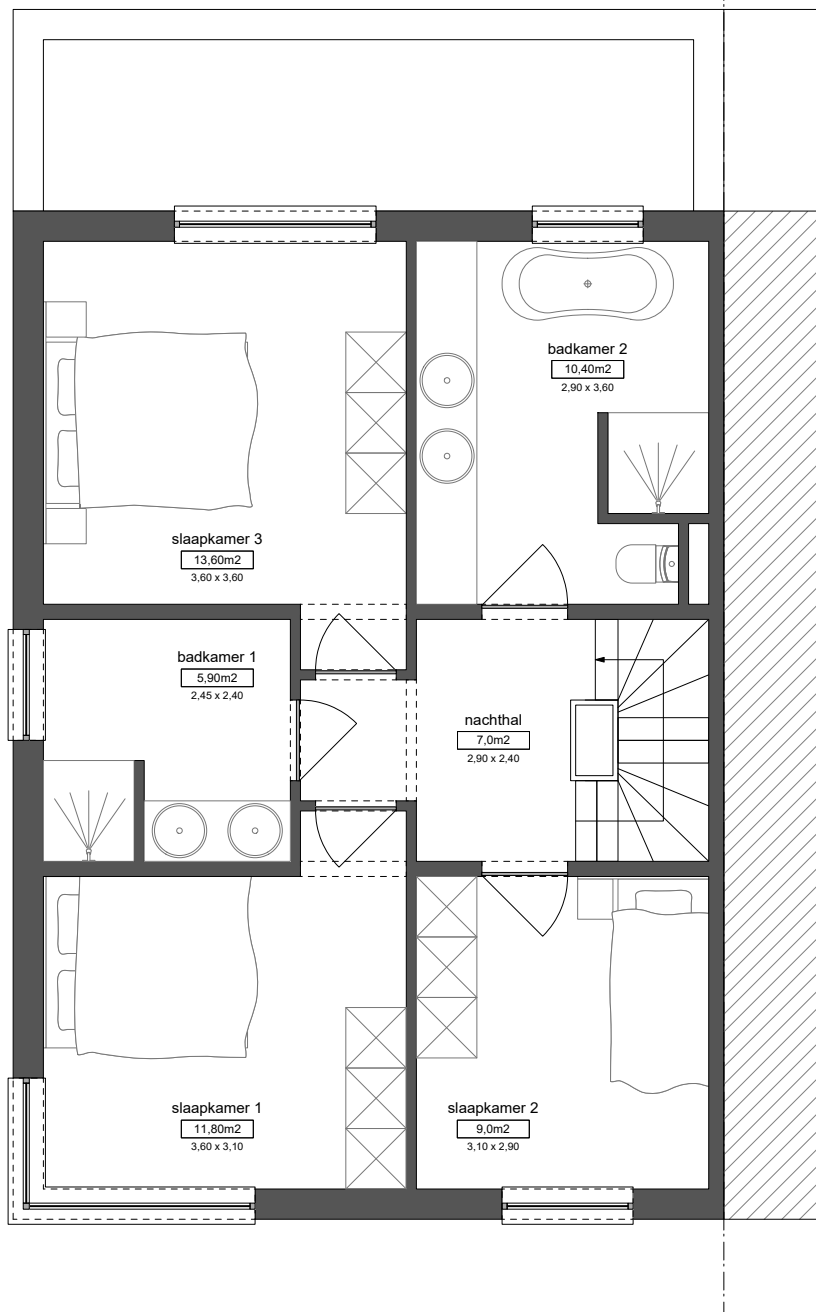 badkamer 2
10,40m2
2,90 x 3,60
slaapkamer 3
13,60m2
3,60 x 3,60
badkamer 1
5,90m2
2,45 x 2,40
nachthal
7,0m2
2,90 x 2,40
slaapkamer 1
11,80m2
3,60 x 3,10
slaapkamer 2
9,0m2
3,10 x 2,90